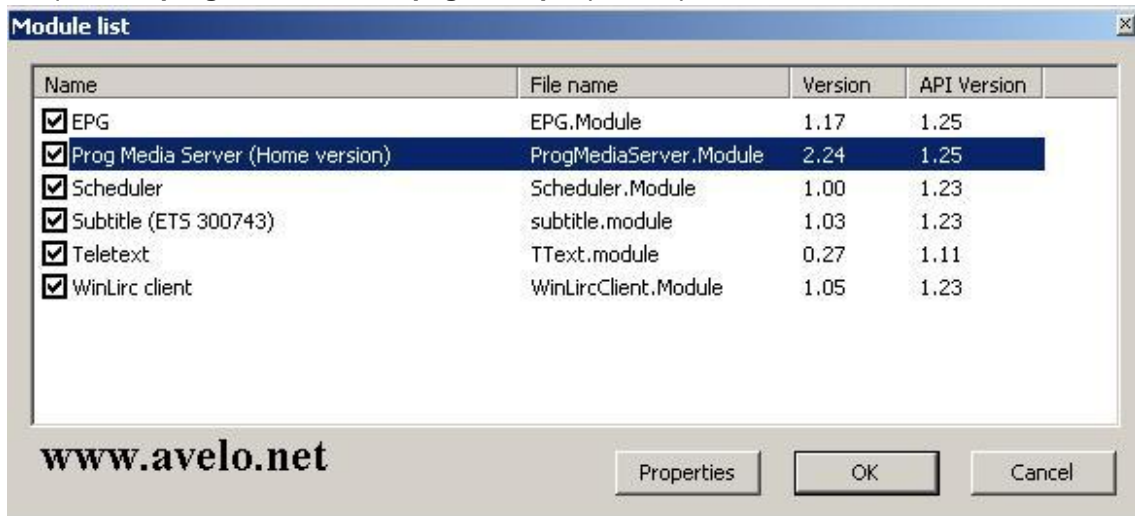 Module list
Name File name Version API Version
EPG EPG.Module 1.17 1.25
Prog Media Server (Home version) ProgMediaServer.Module 2.24 1.25
Scheduler Scheduler.Module 1.00 1.23
Subtitle (ETS 300743) subtitle.module 1.03 1.23
Teletext TText.module 0.27 1.11
WinLirc client WinLircClient.Module 1.05 1.23
www.avelo.net
Properties OK Cancel